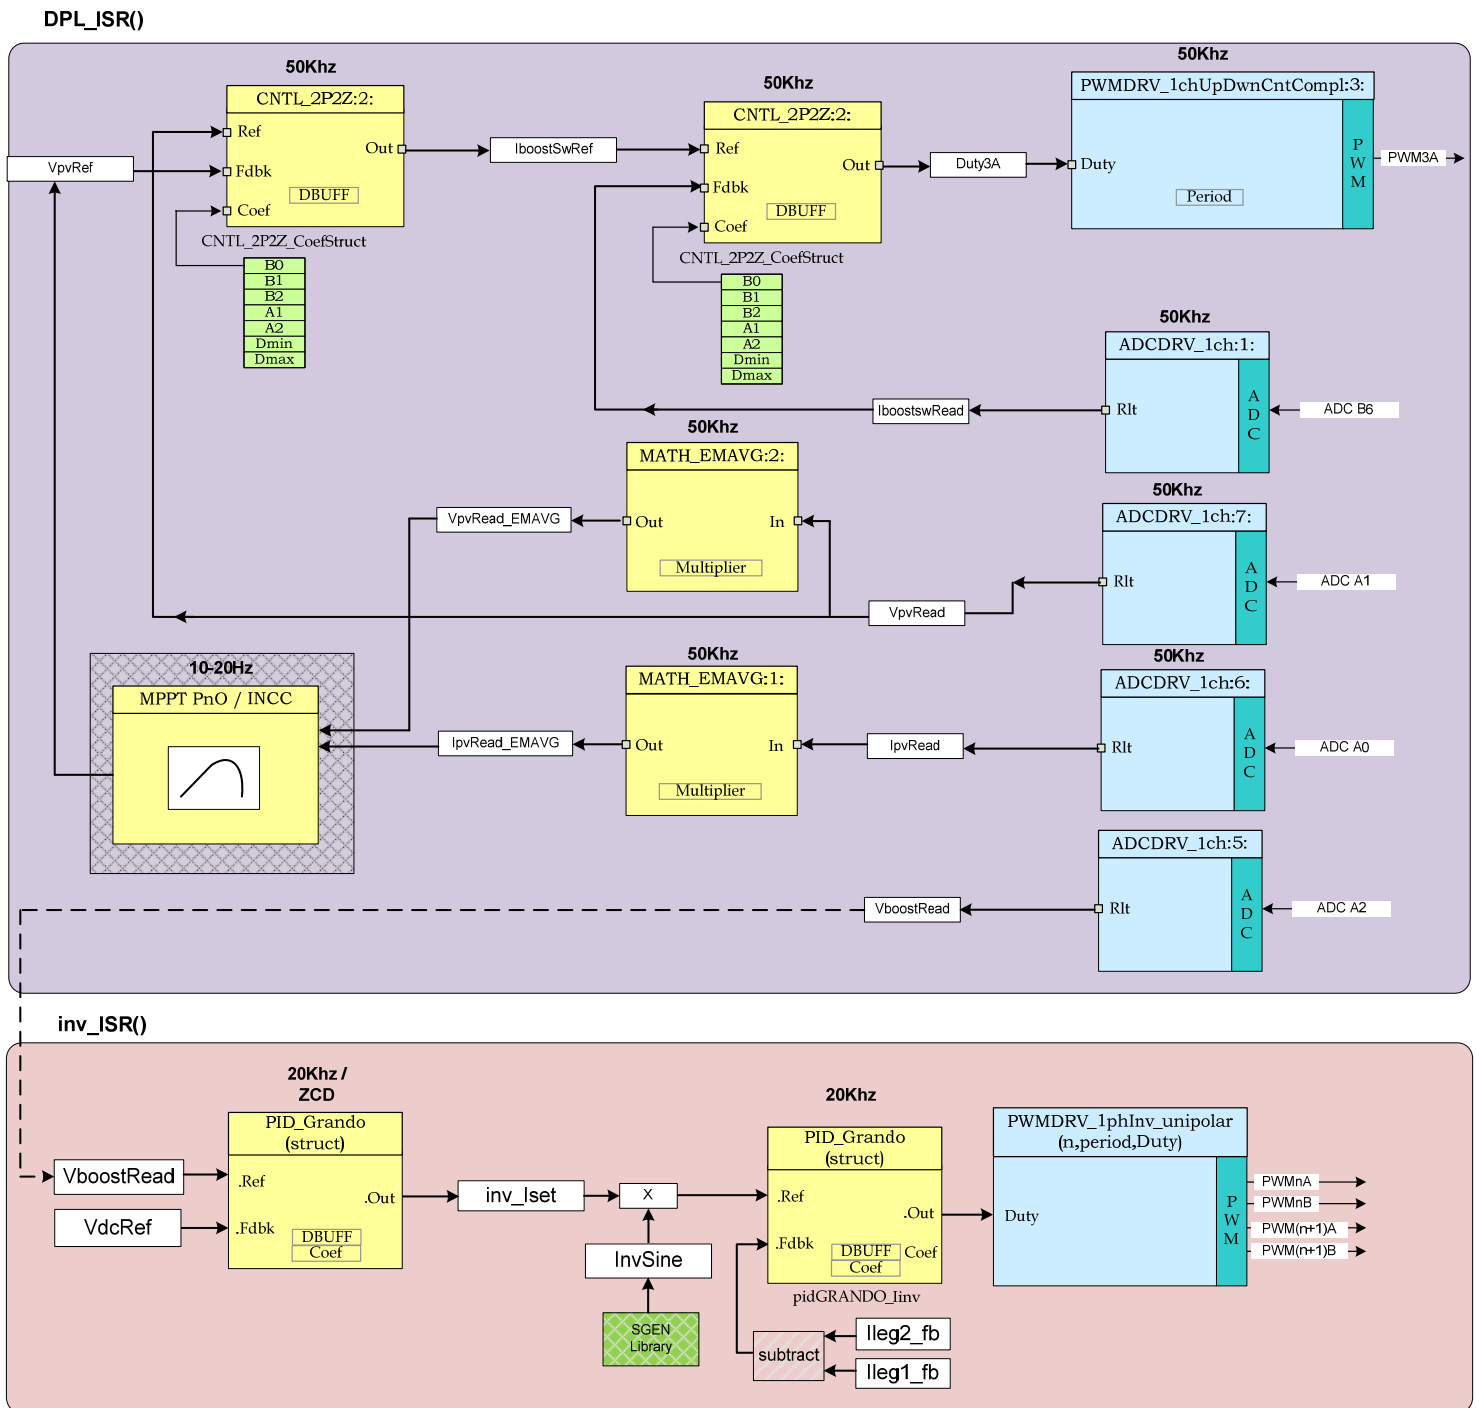 DPL_ISR()
50Khz
CNTL_2P2Z:2:
Ref
Fdbk
Coef
Out
DBUFF
VpvRef
CNTL_2P2Z_CoefStruct
B0
B1
B2
A1
A2
Dmin
Dmax
IboostSwRef
50Khz
CNTL_2P2Z:2:
Ref
Fdbk
Coef
Out
DBUFF
CNTL_2P2Z_CoefStruct
B0
B1
B2
A1
A2
Dmin
Dmax
Duty3A
50Khz
PWMDRV_1chUpDwnCntCompl:3:
Duty
Period
P
W
M
PWM3A
50Khz
ADCDRV_1ch:1:
Rlt
A
D
C
ADC B6
IboostswRead
50Khz
MATH_EMAVG:2:
Out
In
Multiplier
VpvRead_EMAVG
50Khz
ADCDRV_1ch:7:
Rlt
A
D
C
ADC A1
VpvRead
10-20Hz
MPPT PnO / INCC
50Khz
MATH_EMAVG:1:
Out
In
Multiplier
IpvRead_EMAVG
IpvRead
50Khz
ADCDRV_1ch:6:
Rlt
A
D
C
ADC A0
ADCDRV_1ch:5:
Rlt
A
D
C
ADC A2
VboostRead
inv_ISR()
20Khz /
ZCD
PID_Grando
(struct)
.Ref
.Out
.Fdbk
DBUFF
Coef
VboostRead
VdcRef
inv_Iset
X
InvSine
SGEN
Library
20Khz
PID_Grando
(struct)
.Ref
.Out
.Fdbk
DBUFF
Coef
Coef
pidGRANDO_Iinv
subtract
Ileg2_fb
Ileg1_fb
PWMDRV_1phInv_unipolar
(n,period,Duty)
Duty
P
W
M
PWMnA
PWMnB
PWM(n+1)A
PWM(n+1)B